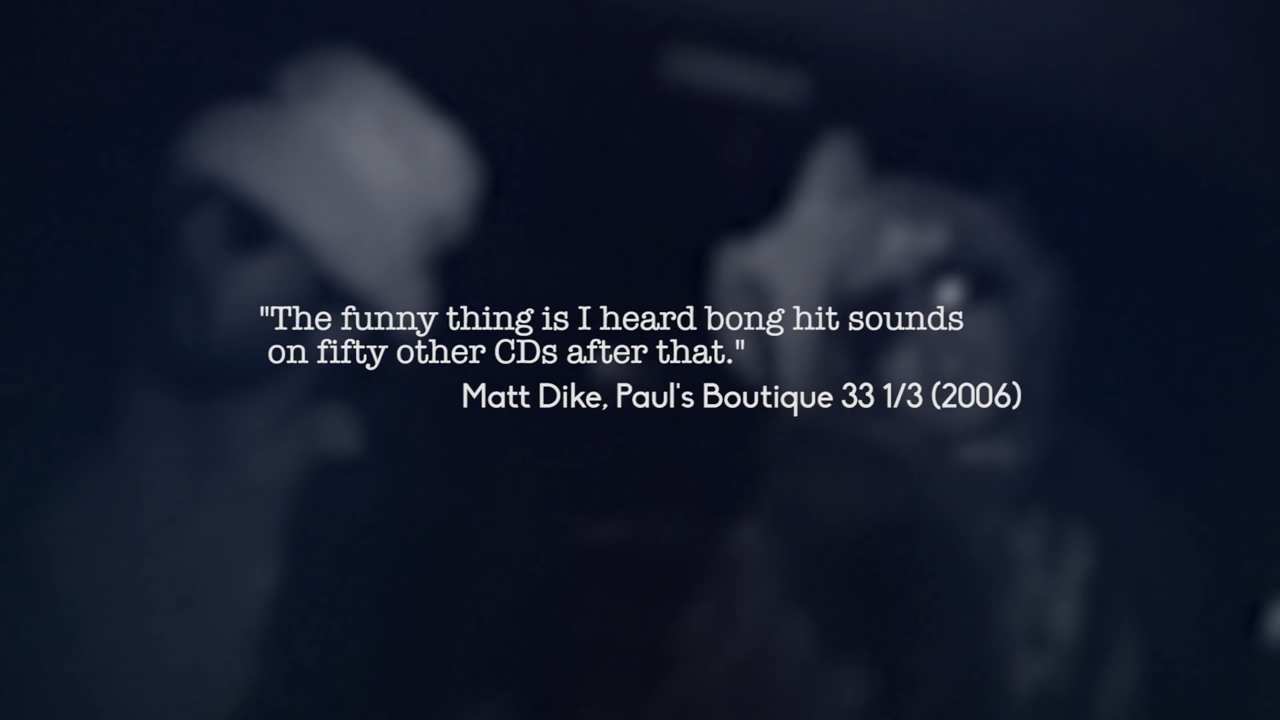 "The funny thing is I heard bong hit sounds
on fifty other CDs after that."
Matt Dike, Paul's Boutique 33 1/3 (2006)